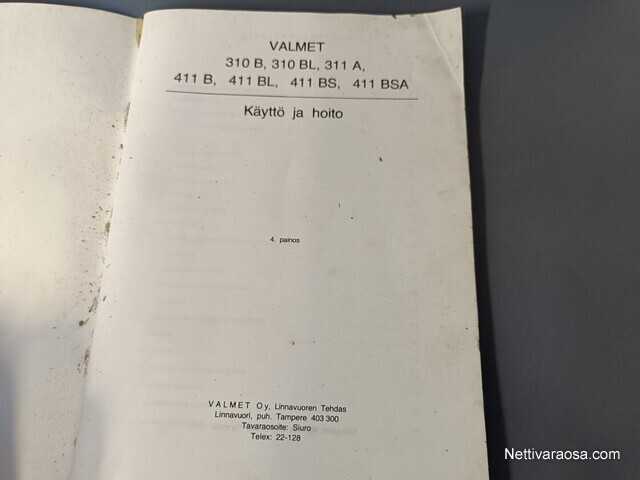 VALMET
310 B, 310 BL, 311 A,
411 B, 411 BL, 411 BS, 411 BSA
Käyttö ja hoito
4. painos
VALMET Oy, Linnavuoren Tehdas
Linnavuori, puh. Tampere 403 300
Tavaraosoite: Siuro
Telex: 22-128
Nettivaraosa.com